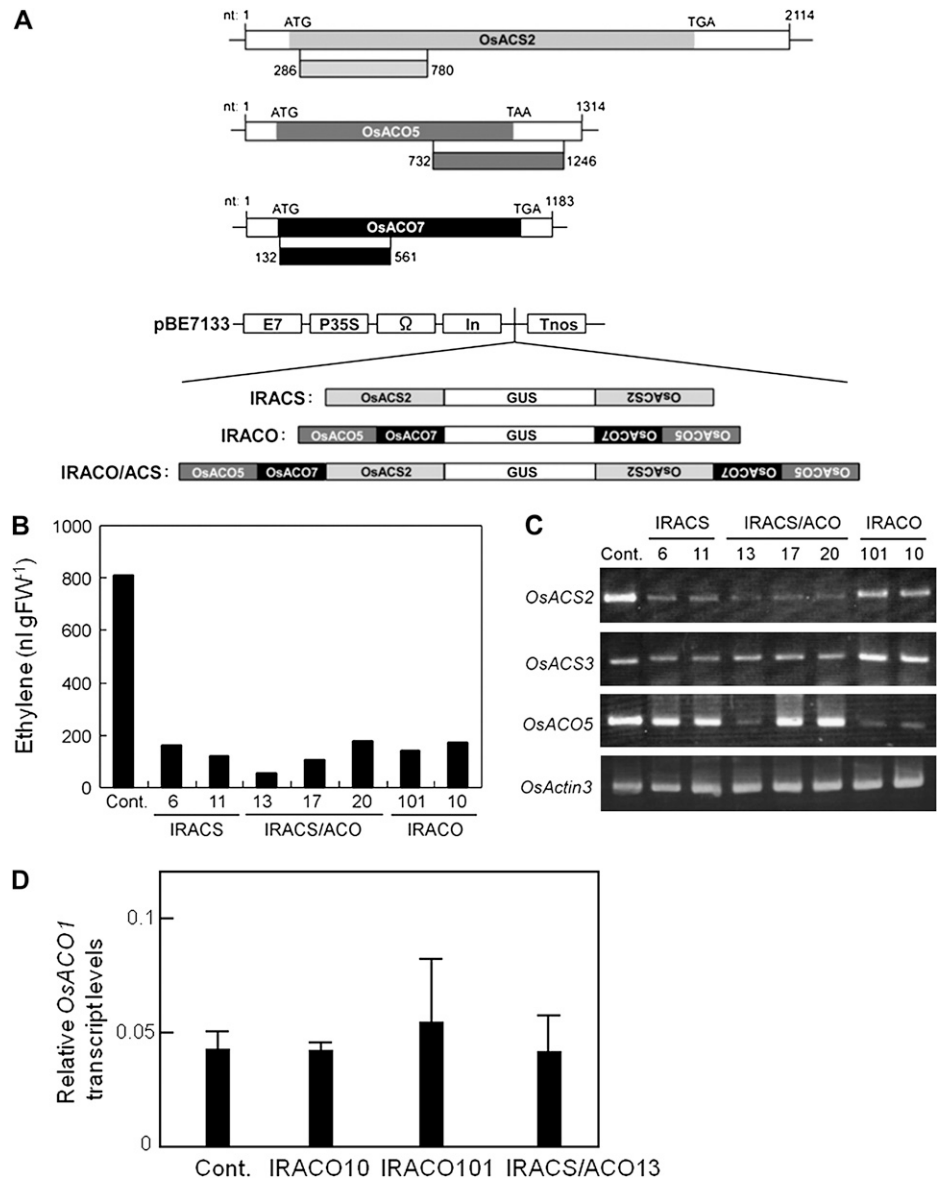 A
nt: 1 ATG TGA 2114
OsACS2
286 780
nt: 1 ATG TAA 1314
OsACO5
732 1246
nt: 1 ATG TGA 1183
OsACO7
132 561
pBE7133 E7 P35S Ω In Tnos
IRACS: OsACS2 GUS OsACS2
IRACO: OsACO5 OsACO7 GUS OsACO7 OsACO5
IRACO/ACS: OsACO5 OsACO7 OsACS2 GUS OsACS2 OsACO7 OsACO5
B
Ethylene (nl gFW-1)
1000
800
600
400
200
0
Cont. 6 11 13 17 20 101 10
IRACS IRACS/ACO IRACO
C
IRACS IRACS/ACO IRACO
Cont. 6 11 13 17 20 101 10
OsACS2
OsACS3
OsACO5
OsActin3
D
Relative OsACO1
transcript levels
0.1
0.05
0
Cont. IRACO10 IRACO101 IRACS/ACO13